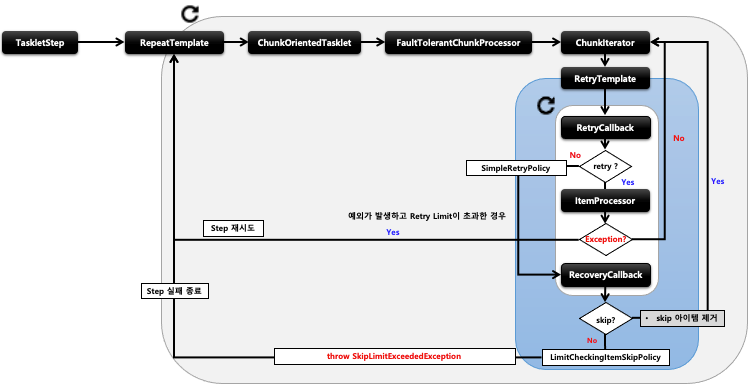 TaskletStep
RepeatTemplate
ChunkOrientedTasklet
FaultTolerantChunkProcessor
ChunkIterator
RetryTemplate
RetryCallback
No
No
SimpleRetryPolicy
retry ?
Yes
Yes
ItemProcessor
예외가 발생하고 Retry Limit이 초과한 경우
Step 재시도
Yes
Exception?
RecoveryCallback
Step 실패 종료
skip?
• skip 아이템 제거
No
throw SkipLimitExceededException
LimitCheckingItemSkipPolicy